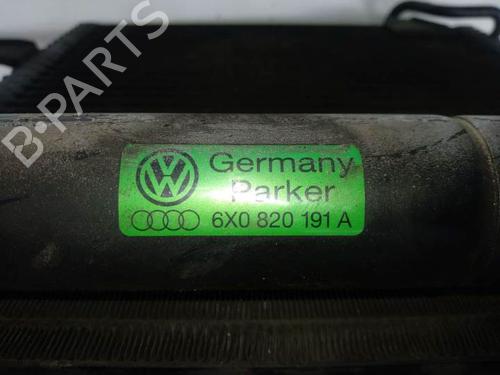 B-PARTS
Germany
Parker
6X0 820 191 A